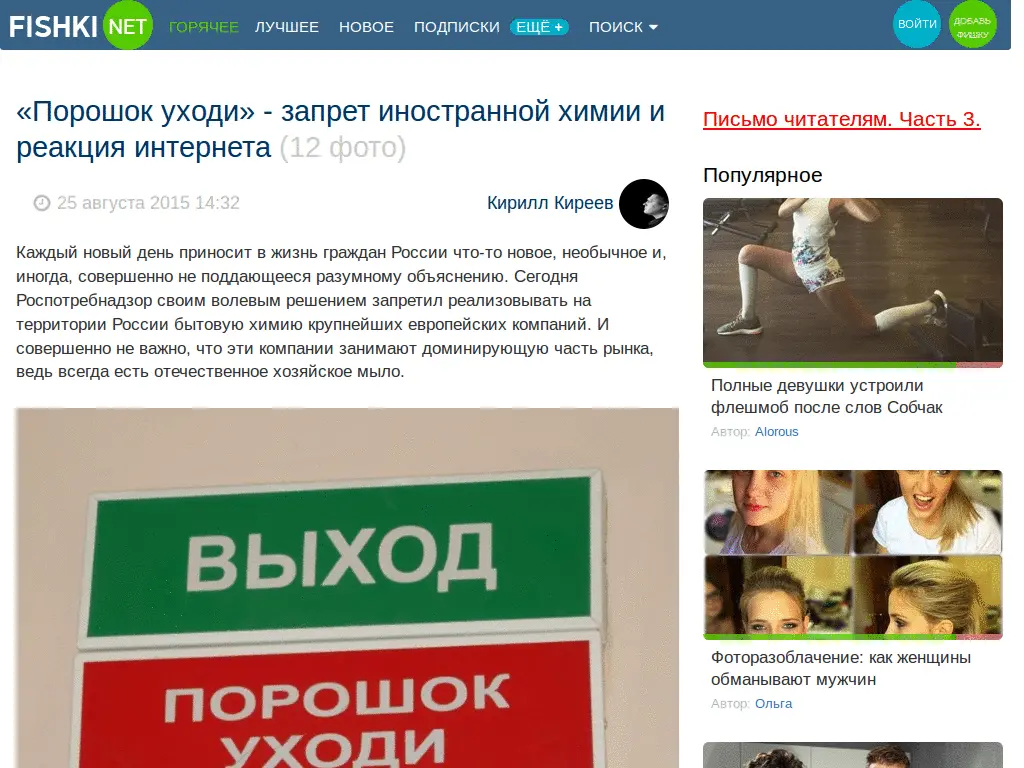 FISHKI NET ГОРЯЧЕЕ ЛУЧШЕЕ НОВОЕ ПОДПИСКИ ЕЩЁ + ПОИСК
ВОЙТИ
ДОБАВЬ
ФИШКУ
«Порошок уходи» - запрет иностранной химии и
реакция интернета (12 фото)
25 августа 2015 14:32
Кирилл Киреев
Каждый новый день приносит в жизнь граждан России что-то новое, необычное и,
иногда, совершенно не поддающееся разумному объяснению. Сегодня
Роспотребнадзор своим волевым решением запретил реализовывать на
территории России бытовую химию крупнейших европейских компаний. И
совершенно не важно, что эти компании занимают доминирующую часть рынка,
ведь всегда есть отечественное хозяйское мыло.
ВЫХОД
ПОРОШОК
УХОДИ
Письмо читателям. Часть 3.
Популярное
Полные девушки устроили
флешмоб после слов Собчак
Автор: Alorous
Фоторазоблачение: как женщины
обманывают мужчин
Автор: Ольга